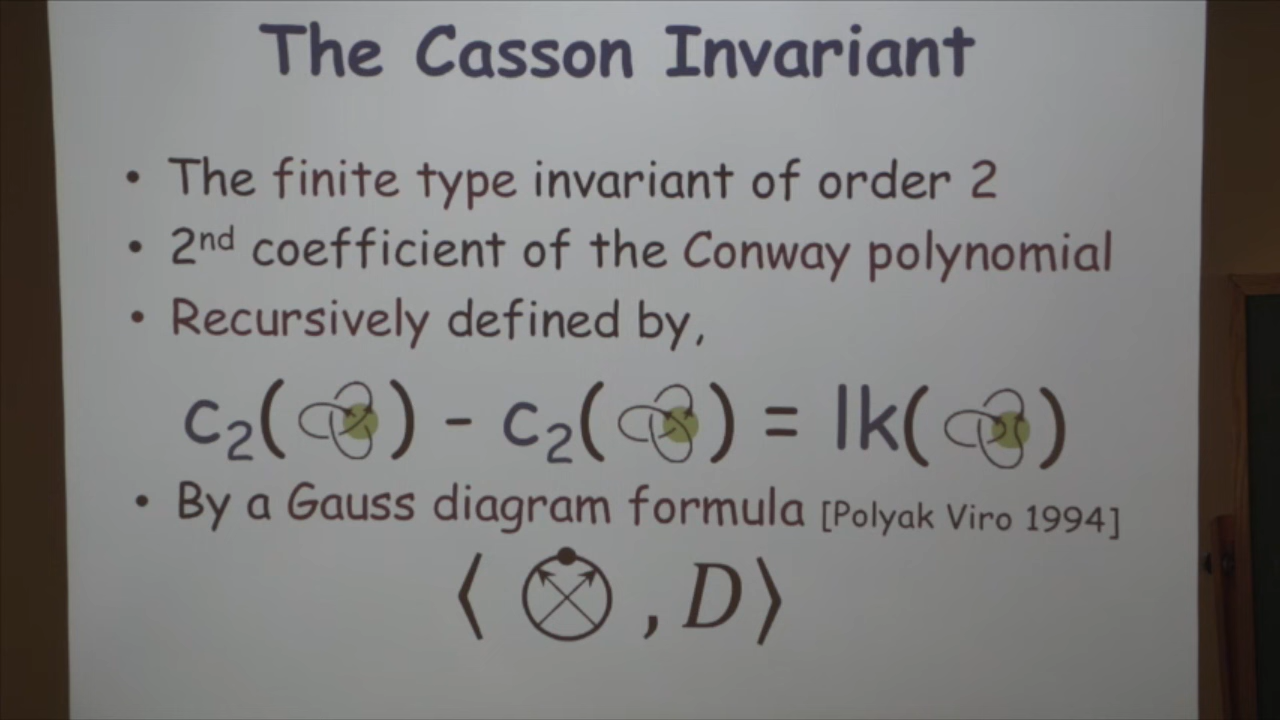 The Casson Invariant
• The finite type invariant of order 2
• 2nd coefficient of the Conway polynomial
• Recursively defined by,
c₂( ) - c₂( ) = lk( )
• By a Gauss diagram formula [Polyak Viro 1994]
⟨ , D⟩